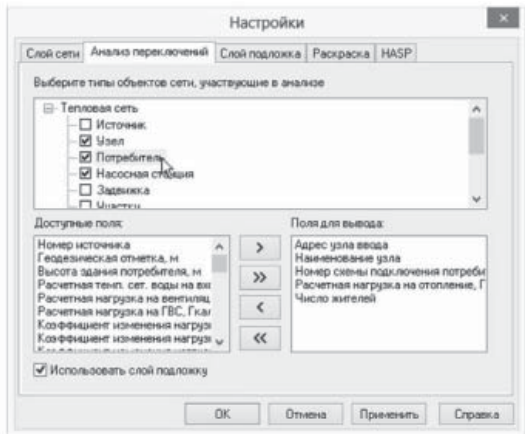 Настройки
Слой сети Анализ переключений Слой подложка Раскраска HASP
Выберите типы объектов сети, участвующие в анализе
Тепловая сеть
Источник
Узел
Потребитель
Насосная станция
Задвижка
Участки
Доступные поля:
Номер источника
Геодезическая отметка, м
Высота здания потребителя, м
Расчетная темп. сет. воды на вхо
Расчетная нагрузка на вентиляц
Расчетная нагрузка на ГВС, Гкал
Коэффициент изменения нагрузк
Коэффициент изменения нагрузк
>
>>
<
<<
Поля для вывода:
Адрес узла ввода
Наименование узла
Номер схемы подключения потреби
Расчетная нагрузка на отопление, Г
Число жителей
Использовать слой подложку
ОК Отмена Применить Справка